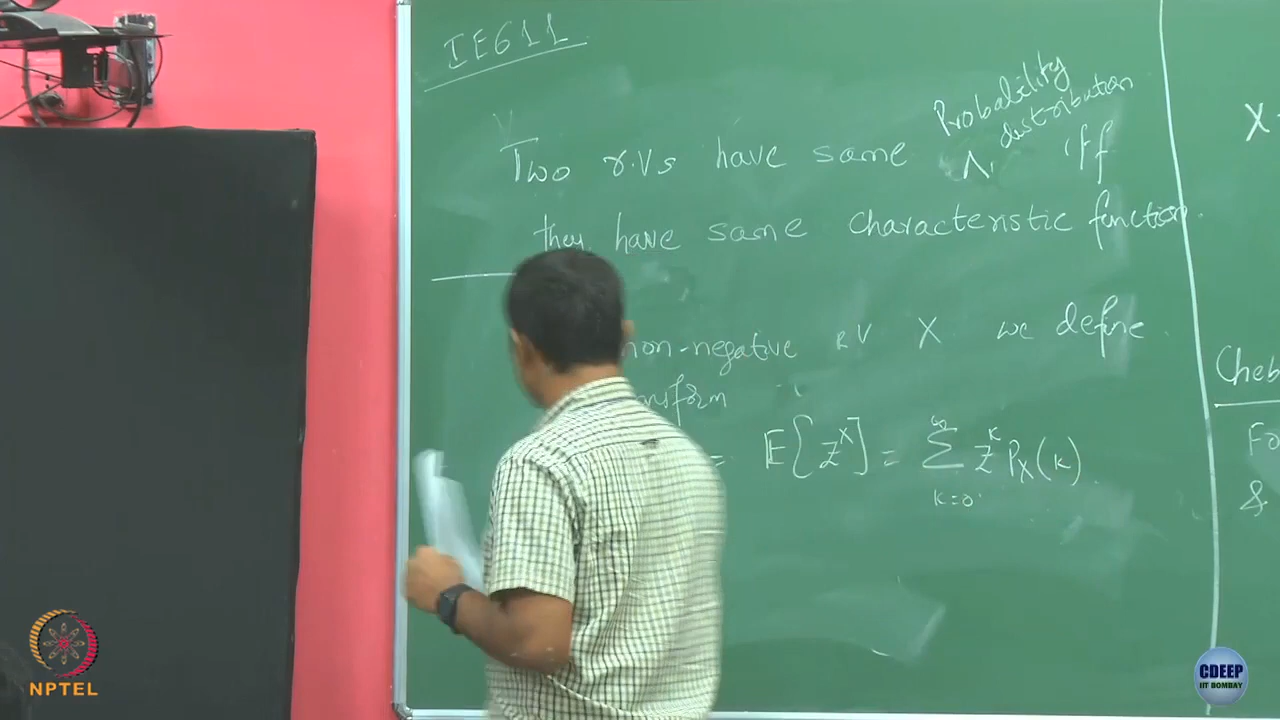 IE611
Probability
distribution
Two r.Vs have same ∧ iff
they have same characteristic function.
non-negative RV X we define
= E[z^X] = ∑_{k=0}^{∞} z^k P_X(k).
X
Cheb
Fo
&
NPTEL
CDEEP
IIT BOMBAY